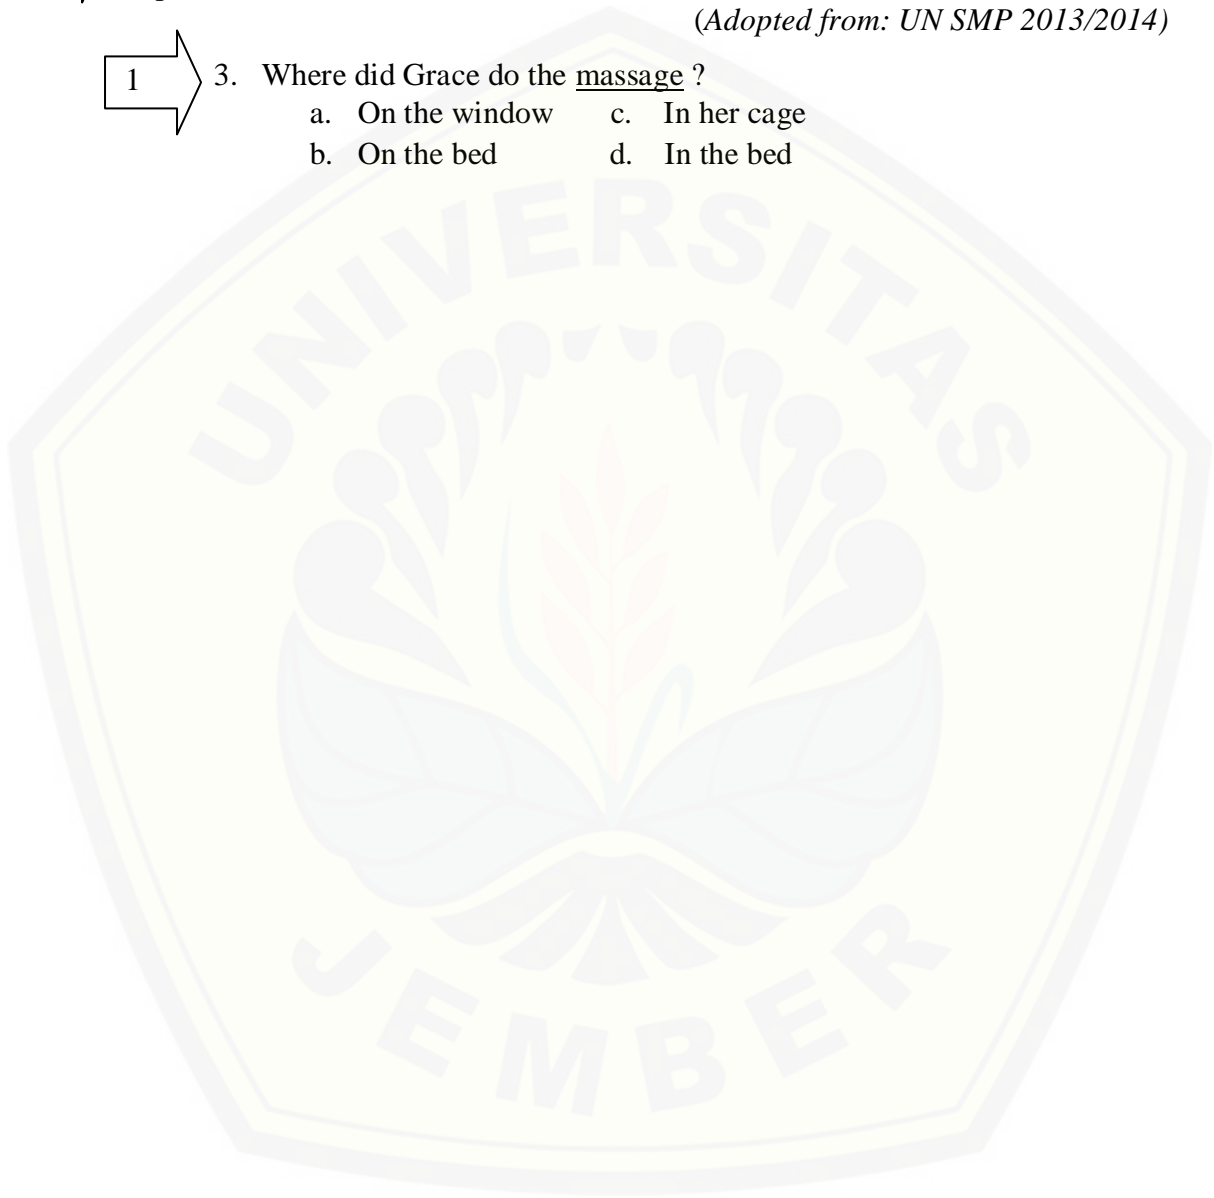 (Adopted from: UN SMP 2013/2014)
1
3. Where did Grace do the massage ?
a. On the window c. In her cage
b. On the bed d. In the bed
UNIVERSITAS
JEMBER